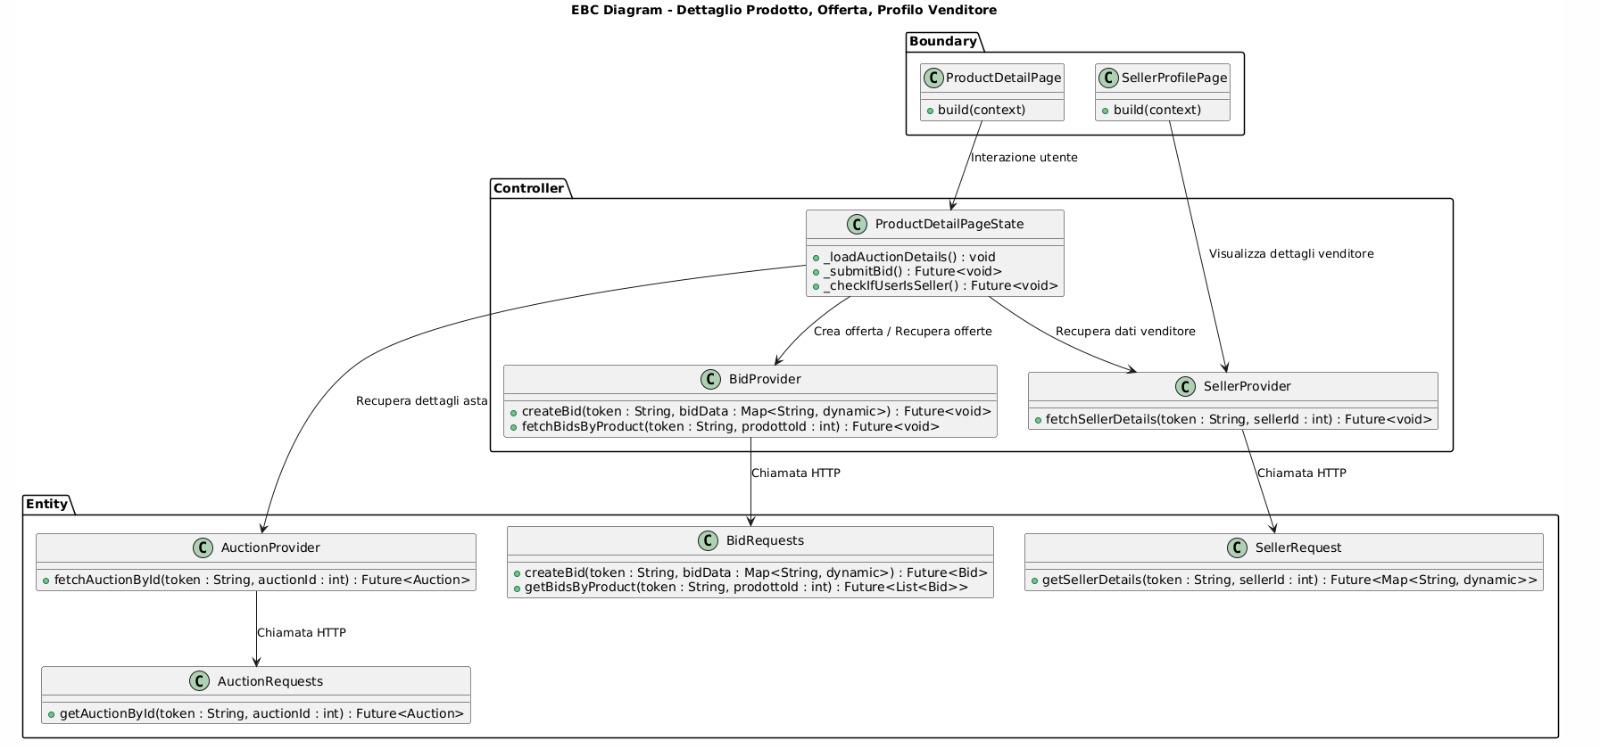 EBC Diagram - Dettaglio Prodotto, Offerta, Profilo Venditore
Boundary
C ProductDetailPage
build(context)
C SellerProfilePage
build(context)
Interazione utente
Visualizza dettagli venditore
Controller
C ProductDetailPageState
_loadAuctionDetails() : void
_submitBid() : Future<void>
_checkIfUserIsSeller() : Future<void>
Crea offerta / Recupera offerte
Recupera dati venditore
Recupera dettagli asta
C BidProvider
createBid(token : String, bidData : Map<String, dynamic>) : Future<void>
fetchBidsByProduct(token : String, prodottoId : int) : Future<void>
C SellerProvider
fetchSellerDetails(token : String, sellerId : int) : Future<void>
Chiamata HTTP
Chiamata HTTP
Entity
C AuctionProvider
fetchAuctionById(token : String, auctionId : int) : Future<Auction>
C BidRequests
createBid(token : String, bidData : Map<String, dynamic>) : Future<Bid>
getBidsByProduct(token : String, prodottoId : int) : Future<List<Bid>>
C SellerRequest
getSellerDetails(token : String, sellerId : int) : Future<Map<String, dynamic>>
Chiamata HTTP
C AuctionRequests
getAuctionById(token : String, auctionId : int) : Future<Auction>